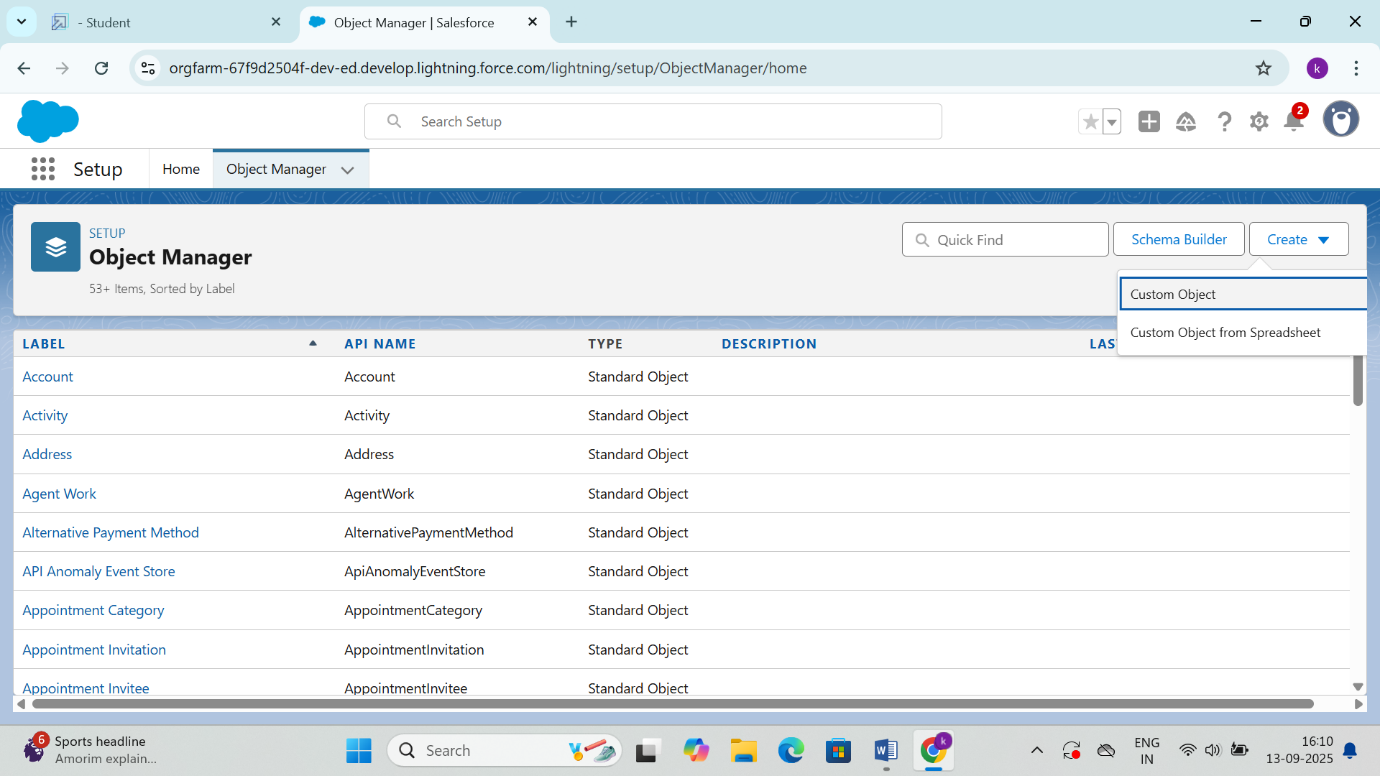 - Student
Object Manager | Salesforce
orgfarm-67f9d2504f-dev-ed.develop.lightning.force.com/lightning/setup/ObjectManager/home
k
Search Setup
2
Setup
Home
Object Manager
SETUP
Object Manager
53+ Items, Sorted by Label
Quick Find
Schema Builder
Create
Custom Object
Custom Object from Spreadsheet
LABEL API NAME TYPE DESCRIPTION LAS
Account Account Standard Object
Activity Activity Standard Object
Address Address Standard Object
Agent Work AgentWork Standard Object
Alternative Payment Method AlternativePaymentMethod Standard Object
API Anomaly Event Store ApiAnomalyEventStore Standard Object
Appointment Category AppointmentCategory Standard Object
Appointment Invitation AppointmentInvitation Standard Object
Appointment Invitee AppointmentInvitee Standard Object
6
Sports headline
Amorim explain...
Search
k
ENG
IN
16:10
13-09-2025